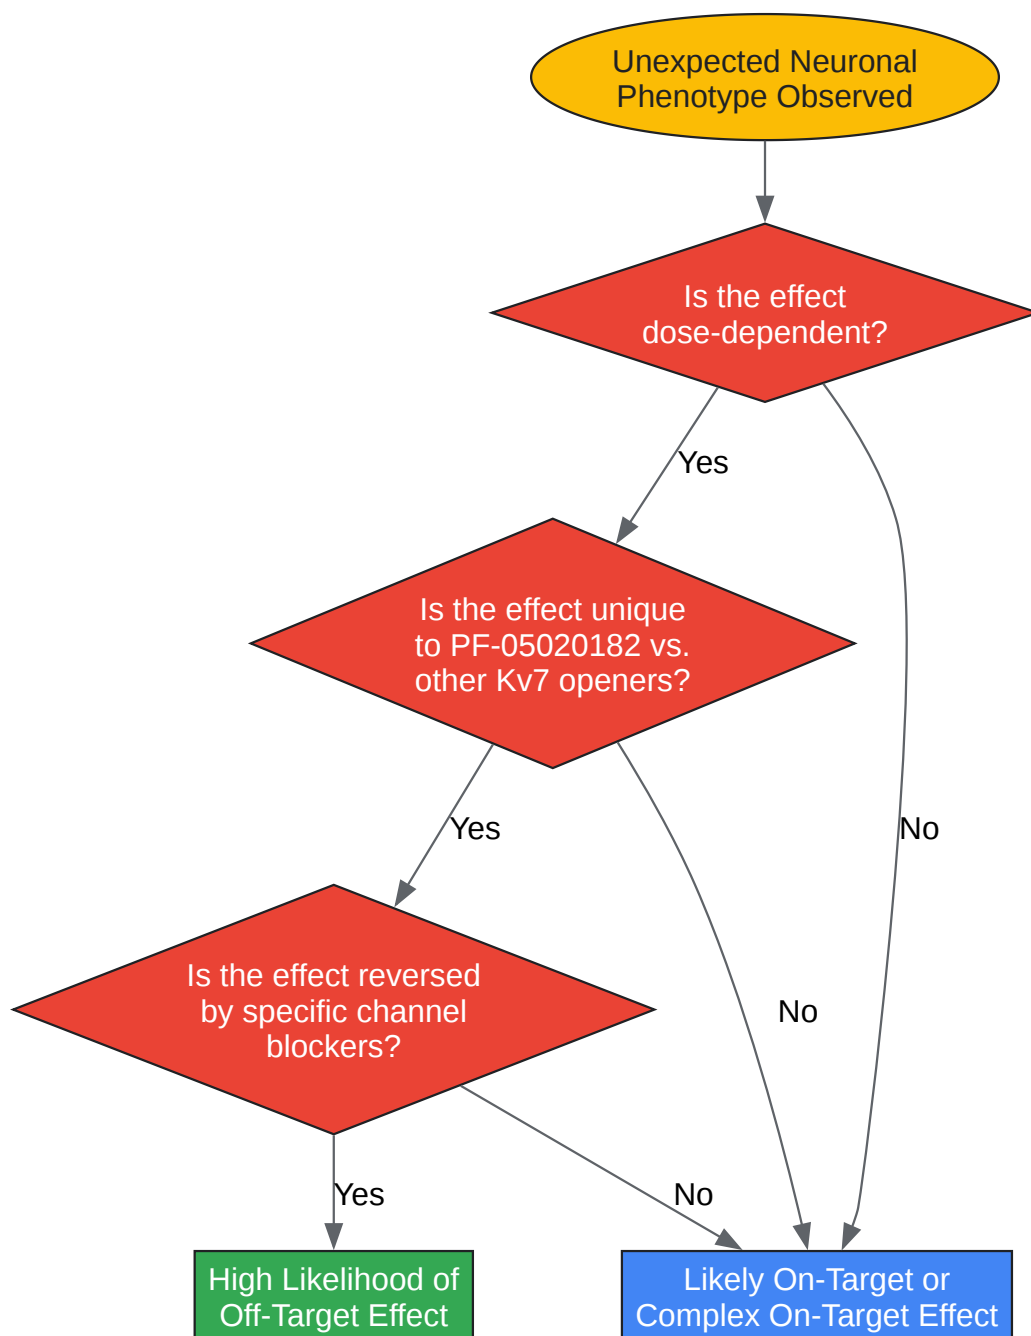 Unexpected Neuronal
Phenotype Observed
Is the effect
dose-dependent?
Yes
Is the effect unique
to PF-05020182 vs.
other Kv7 openers?
Yes
No
Is the effect reversed
by specific channel
blockers?
No
Yes
No
High Likelihood of
Off-Target Effect
Likely On-Target or
Complex On-Target Effect